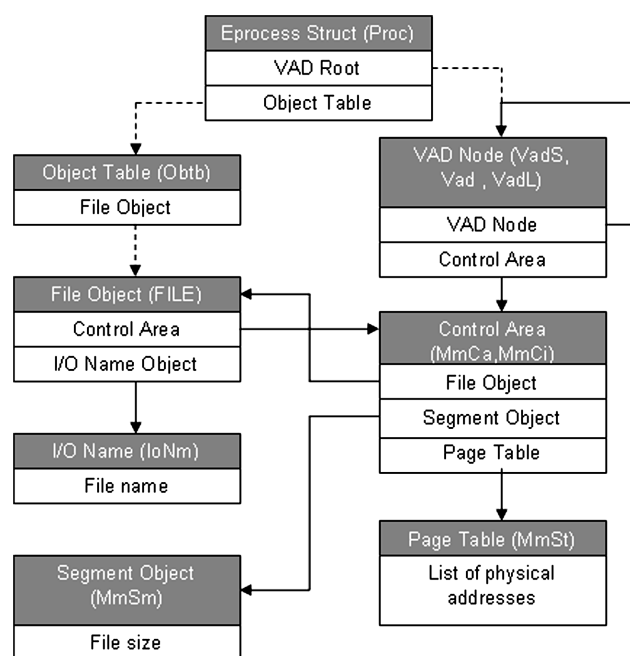 Eprocess Struct (Proc)
VAD Root
Object Table
Object Table (Obtb)
File Object
VAD Node (VadS,
Vad , VadL)
VAD Node
Control Area
File Object (FILE)
Control Area
I/O Name Object
Control Area
(MmCa,MmCi)
File Object
Segment Object
Page Table
I/O Name (IoNm)
File name
Page Table (MmSt)
List of physical
addresses
Segment Object
(MmSm)
File size